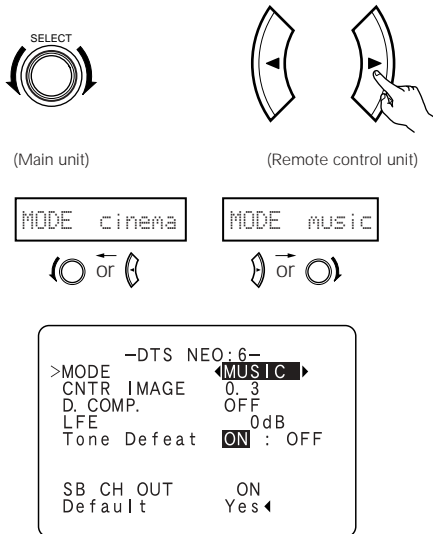 SELECT
(Main unit) (Remote control unit)
MODE cinema MODE music
or or
-DTS NEO:6-
>MODE MUSIC
CNTR IMAGE 0.3
D. COMP. OFF
LFE 0dB
Tone Defeat ON : OFF
SB CH OUT ON
Default Yes